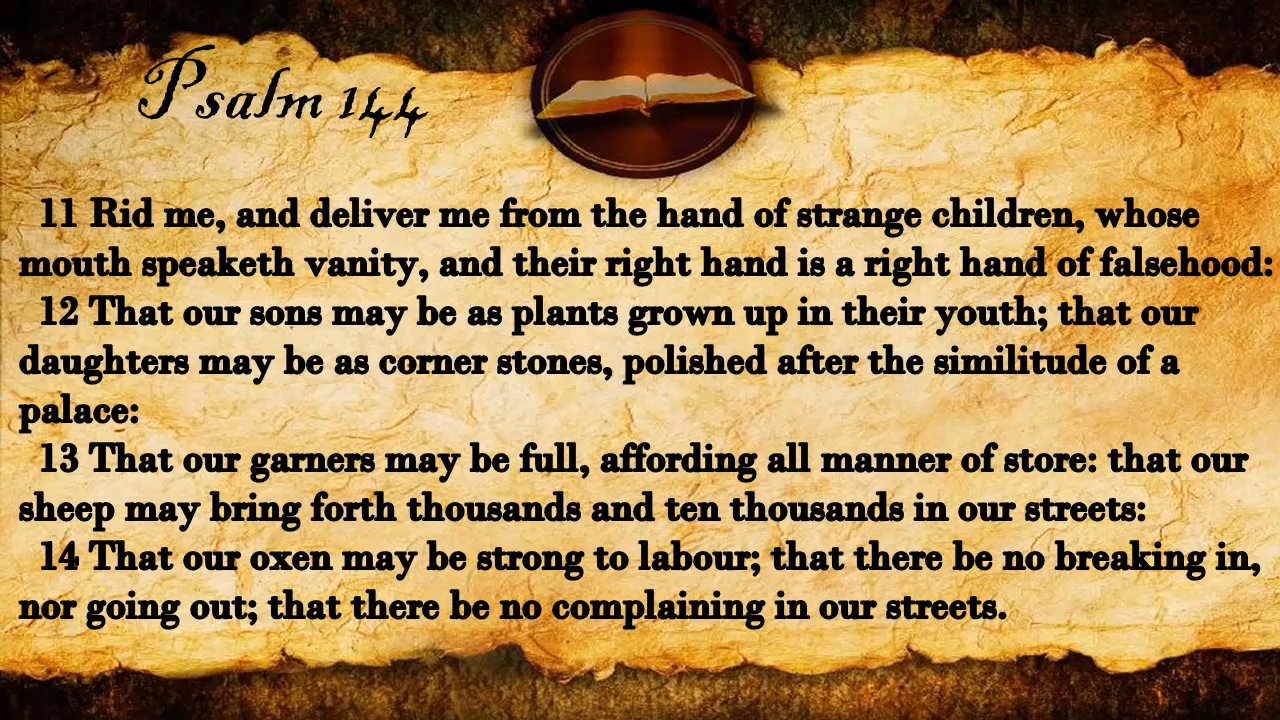 Psalm 144
11 Rid me, and deliver me from the hand of strange children, whose
mouth speaketh vanity, and their right hand is a right hand of falsehood:
12 That our sons may be as plants grown up in their youth; that our
daughters may be as corner stones, polished after the similitude of a
palace:
13 That our garners may be full, affording all manner of store: that our
sheep may bring forth thousands and ten thousands in our streets:
14 That our oxen may be strong to labour; that there be no breaking in,
nor going out; that there be no complaining in our streets.